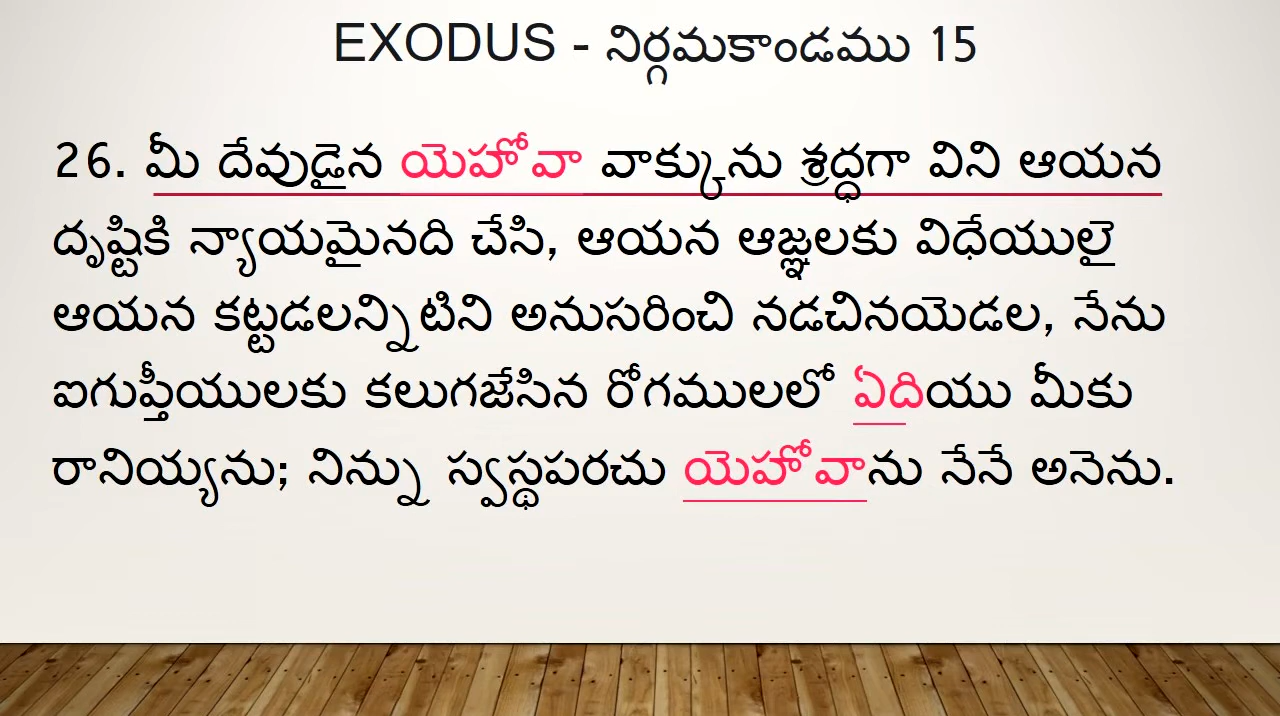 EXODUS - నిర్గమకాండము 15
26. మీ దేవుడైన యెహోవా వాక్కును శ్రద్ధగా విని ఆయన
దృష్టికి న్యాయమైనది చేసి, ఆయన ఆజ్ఞలకు విధేయులై
ఆయన కట్టడలన్నిటిని అనుసరించి నడచినయెడల, నేను
ఐగుప్తీయులకు కలుగజేసిన రోగములలో ఏదియు మీకు
రానియ్యను; నిన్ను స్వస్థపరచు యెహోవాను నేనే అనెను.